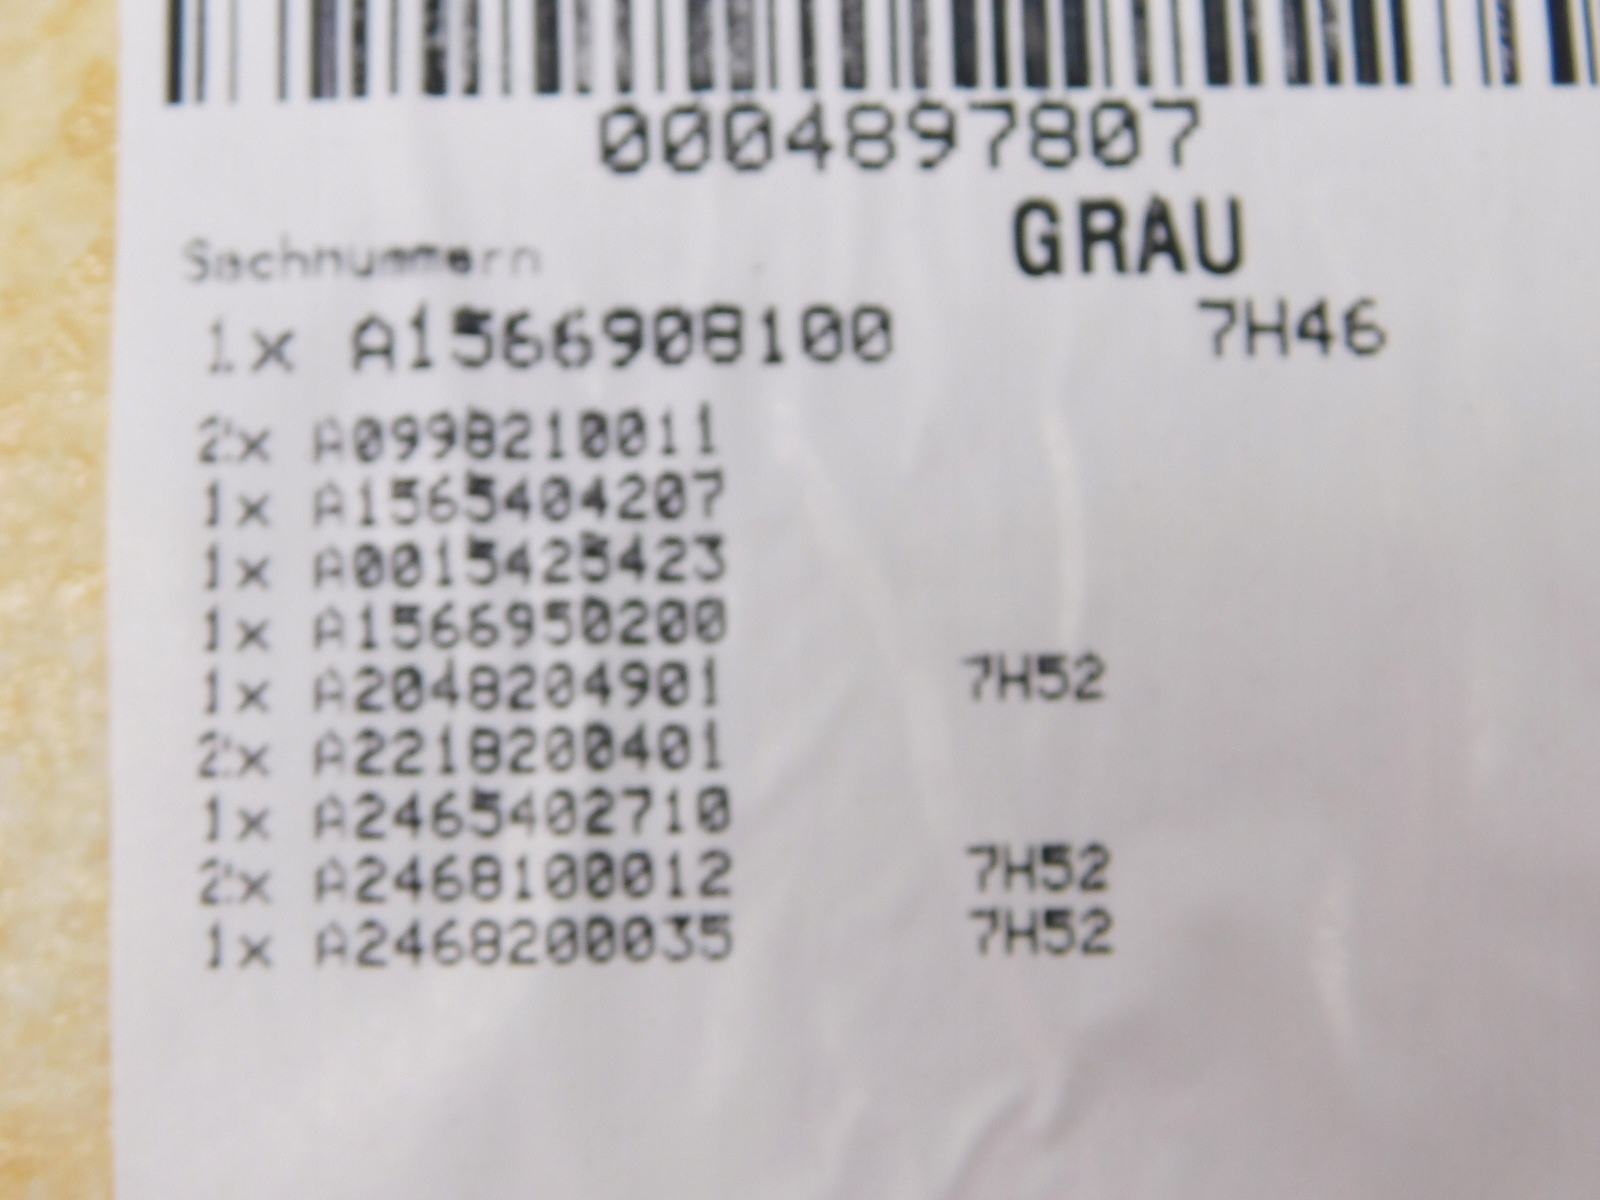 0004897807
GRAU
Sachnummern
1x A1566908100 7H46
2x A0998210011
1x A1565404207
1x A0015425423
1x A1566950200
1x A2048204901 7H52
2x A2218200401
1x A2465402710
2x A2468100012 7H52
1x A2468200035 7H52